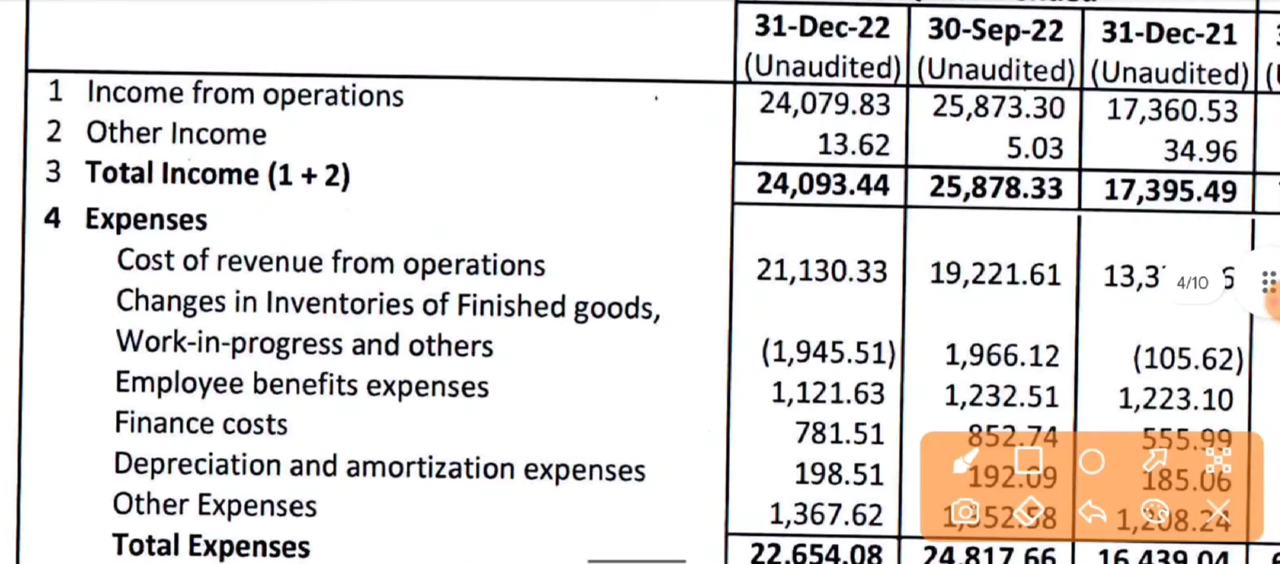 31-Dec-22 30-Sep-22 31-Dec-21
(Unaudited) (Unaudited) (Unaudited)
1 Income from operations 24,079.83 25,873.30 17,360.53
2 Other Income 13.62 5.03 34.96
3 Total Income (1 + 2) 24,093.44 25,878.33 17,395.49
4 Expenses
Cost of revenue from operations 21,130.33 19,221.61
4/10
Changes in Inventories of Finished goods,
Work-in-progress and others (1,945.51) 1,966.12 (105.62)
Employee benefits expenses 1,121.63 1,232.51 1,223.10
Finance costs 781.51 852.74 555.99
Depreciation and amortization expenses 198.51 192.09 185.06
Other Expenses 1,367.62 1,208.24
Total Expenses 22,654.08 24,817.66 16,439.04